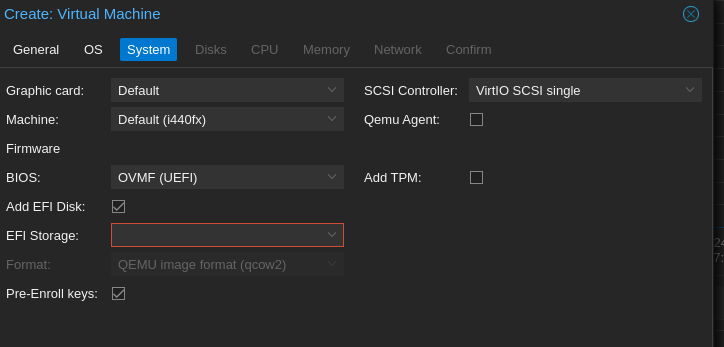 Create: Virtual Machine
General OS System Disks CPU Memory Network Confirm
Graphic card: Default SCSI Controller: VirtIO SCSI single
Machine: Default (i440fx) Qemu Agent:
Firmware
BIOS: OVMF (UEFI) Add TPM:
Add EFI Disk:
EFI Storage:
Format: QEMU image format (qcow2)
Pre-Enroll keys:
24
7: